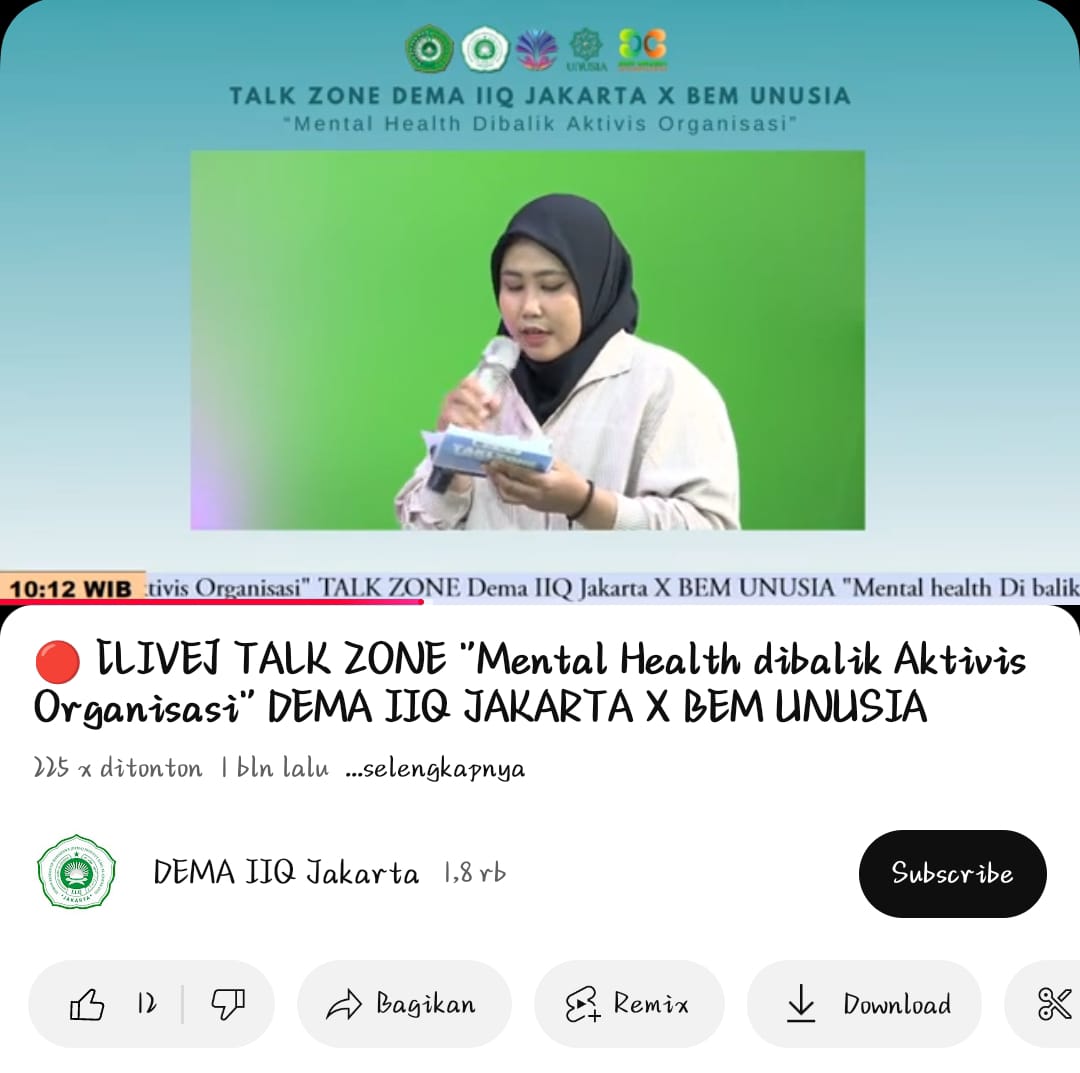 UNUSIA
TALK ZONE DEMA IIQ JAKARTA X BEM UNUSIA
"Mental Health Dibalik Aktivis Organisasi"
10:12 WIB
tivis Organisasi" TALK ZONE Dema IIQ Jakarta X BEM UNUSIA "Mental health Di balik
[LIVE] TALK ZONE "Mental Health dibalik Aktivis
Organisasi" DEMA IIQ JAKARTA X BEM UNUSIA
225 x ditonton 1 bln lalu ...selengkapnya
DEMA IIQ Jakarta 1,8 rb
Subscribe
12
Bagikan
Remix
Download